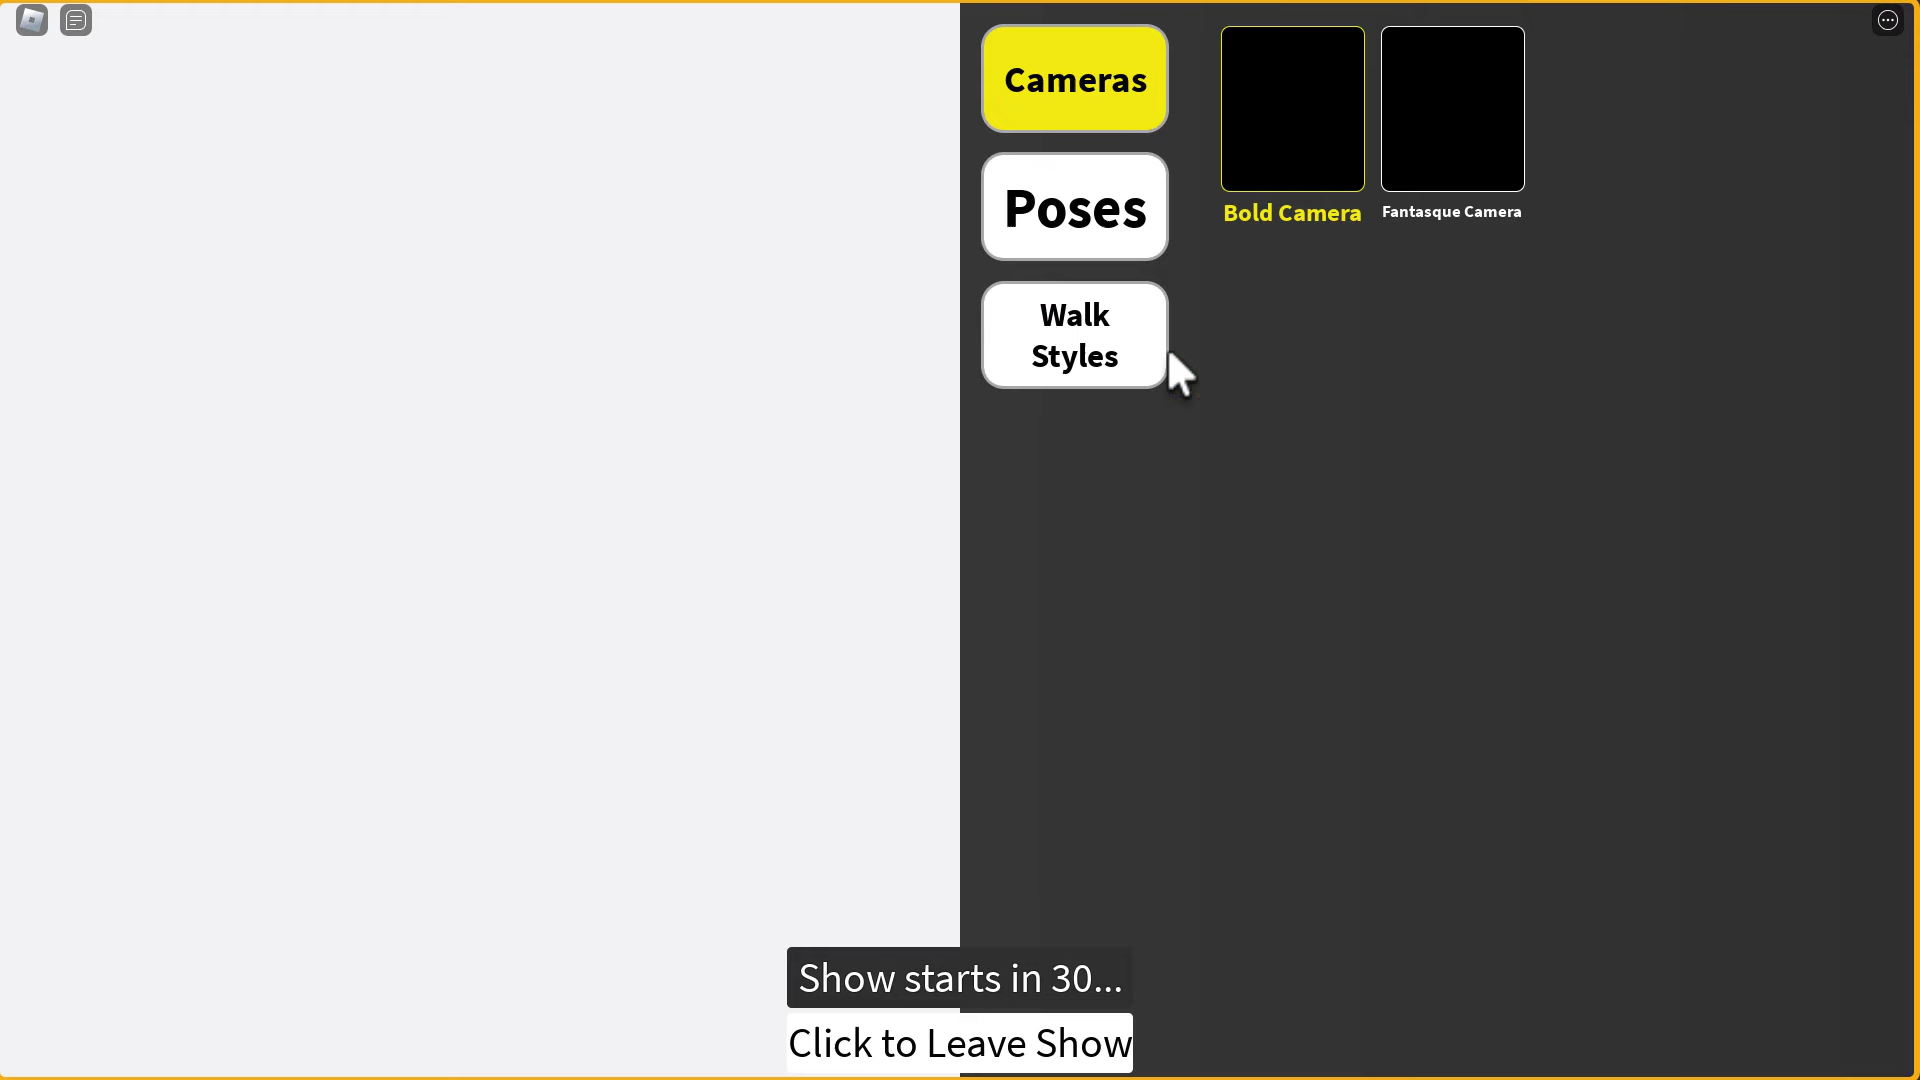 Cameras
Poses
Walk
Styles
Bold Camera
Fantasque Camera
Show starts in 30...
Click to Leave Show